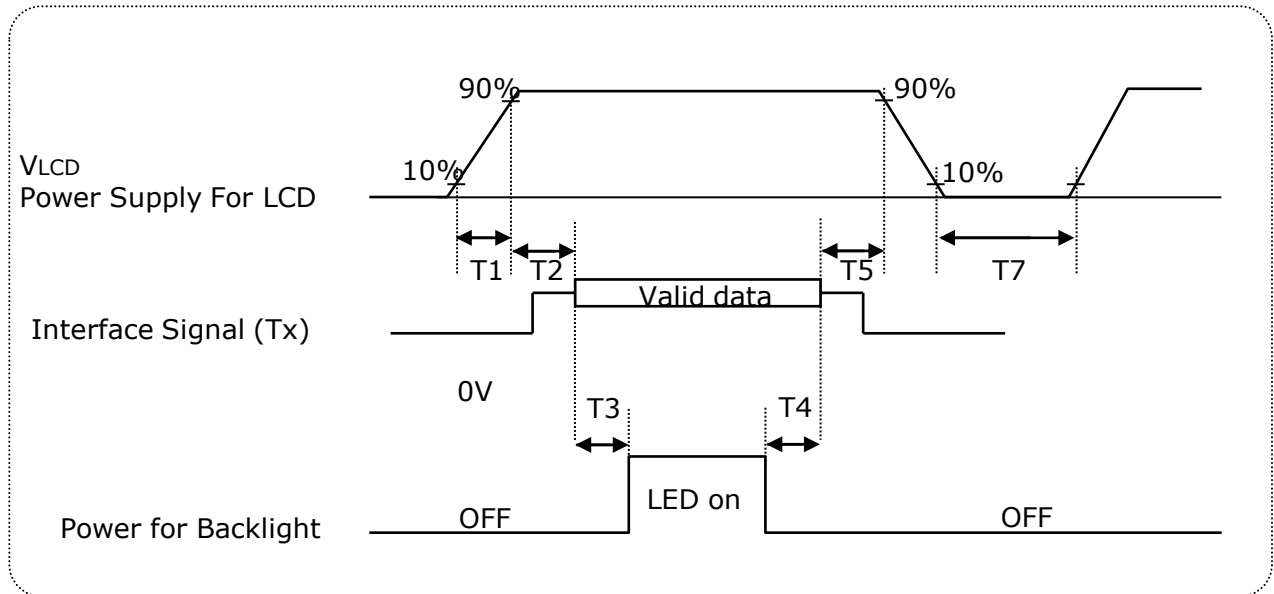 90%
90%
VLCD
10%
10%
Power Supply For LCD
T1
T2
T5
T7
Valid data
Interface Signal (Tx)
0V
T3
T4
LED on
OFF
OFF
Power for Backlight